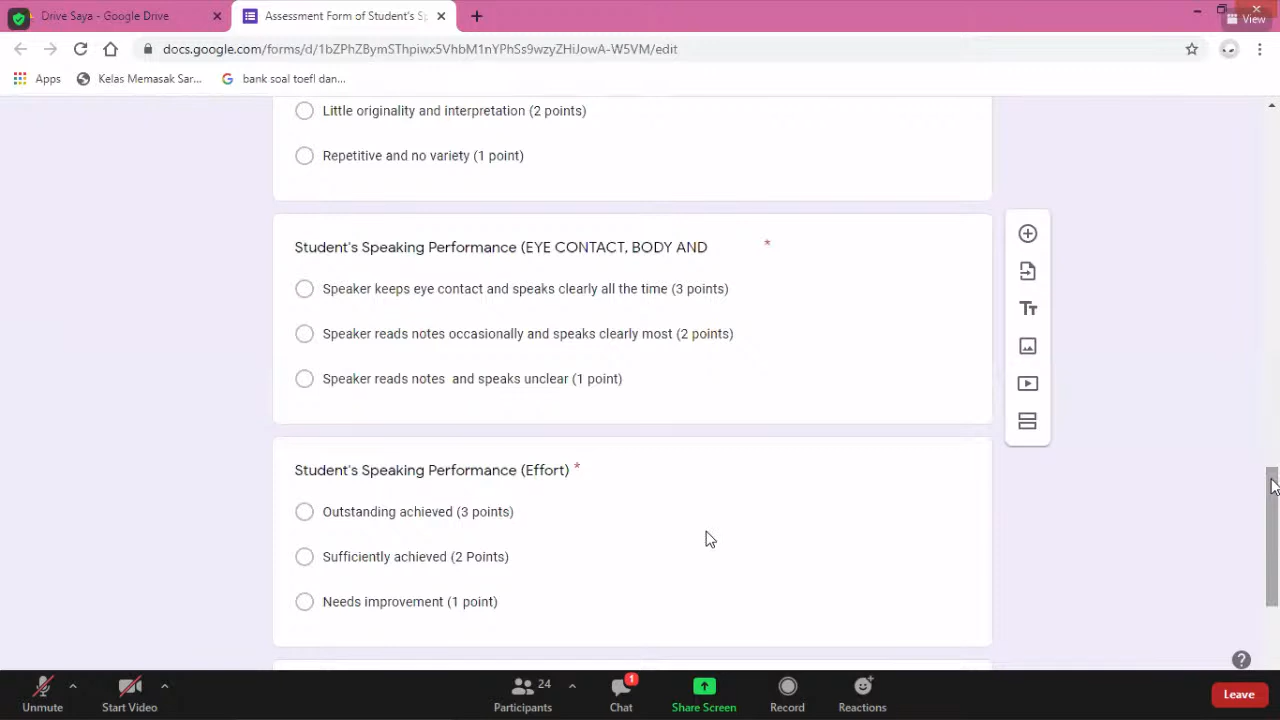 Drive Saya - Google Drive
Assessment Form of Student's Sp
View
docs.google.com/forms/d/1bZPhZBymSThpiwx5VhbM1nYPhSs9wzyZHiJowA-W5VM/edit
Apps
Kelas Memasak Sar...
bank soal toefl dan...
Little originality and interpretation (2 points)
Repetitive and no variety (1 point)
Student's Speaking Performance (EYE CONTACT, BODY AND *
Speaker keeps eye contact and speaks clearly all the time (3 points)
Speaker reads notes occasionally and speaks clearly most (2 points)
Speaker reads notes  and speaks unclear (1 point)
Student's Speaking Performance (Effort) *
Outstanding achieved (3 points)
Sufficiently achieved (2 Points)
Needs improvement (1 point)
24
1
Unmute
Start Video
Participants
Chat
Share Screen
Record
Reactions
Leave